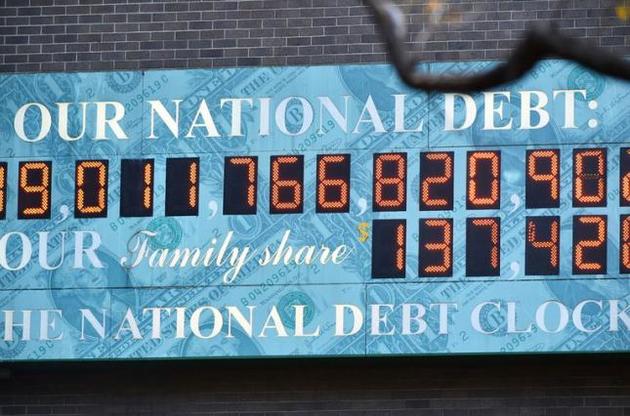 OUR NATIONAL DEBT:
9,011,766,820,90
OUR Family share $137,42
HE NATIONAL DEBT CLOCK